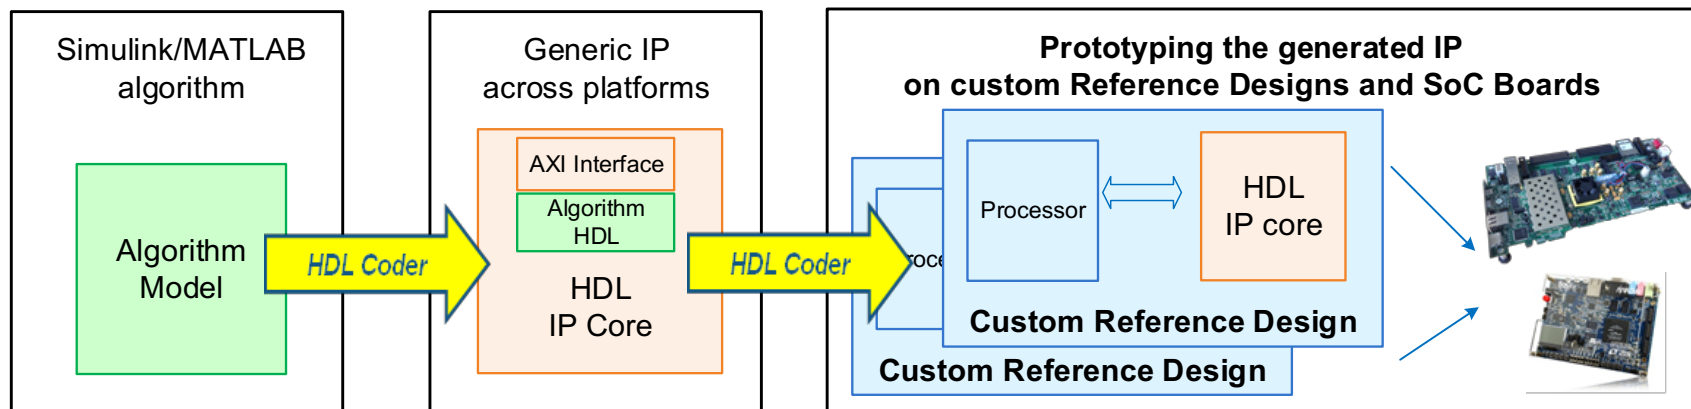 Simulink/MATLAB
algorithm
Algorithm
Model
HDL Coder
Generic IP
across platforms
AXI Interface
Algorithm
HDL
HDL
IP Core
HDL Coder
Prototyping the generated IP
on custom Reference Designs and SoC Boards
Processor
HDL
IP core
Custom Reference Design
Custom Reference Design